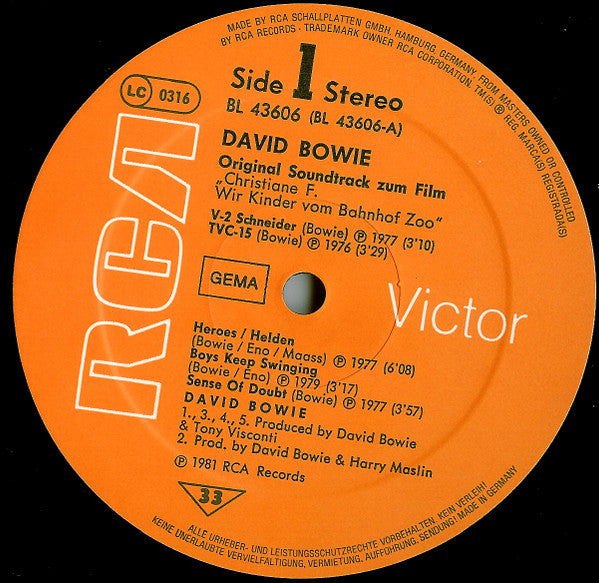 MADE BY RCA SCHALLPLATTEN GMBH, HAMBURG, GERMANY, FROM MASTERS OWNED OR CONTROLLED
BY RCA RECORDS - TRADEMARK OWNER RCA CORPORATION. TM(S) ® REG. MARCA(S) REGISTRADA(S)
Side 1 Stereo
LC 0316
BL 43606 (BL 43606-A)
RCA
DAVID BOWIE
Original Soundtrack zum Film
„Christiane F.
Wir Kinder vom Bahnhof Zoo“
V-2 Schneider (Bowie) ℗ 1977 (3'10)
TVC-15 (Bowie) ℗ 1976 (3'29)
GEMA
Victor
Heroes / Helden
(Bowie / Eno / Maass) ℗ 1977 (6'08)
Boys Keep Swinging
(Bowie / Eno) ℗ 1979 (3'17)
Sense Of Doubt (Bowie) ℗ 1977 (3'57)
DAVID BOWIE
1., 3., 4., 5. Produced by David Bowie
& Tony Visconti
2. Prod. by David Bowie & Harry Maslin
℗ 1981 RCA Records
33
ALLE URHEBER- UND LEISTUNGSSCHUTZRECHTE VORBEHALTEN. KEIN VERLEIH!
KEINE UNERLAUBTE VERVIELFÄLTIGUNG, VERMIETUNG, AUFFÜHRUNG, SENDUNG! MADE IN GERMANY